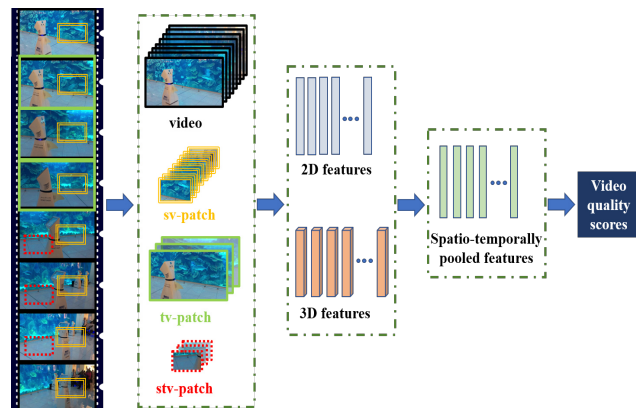 video
sv-patch
tv-patch
stv-patch
2D features
3D features
Spatio-temporally
pooled features
Video
quality
scores